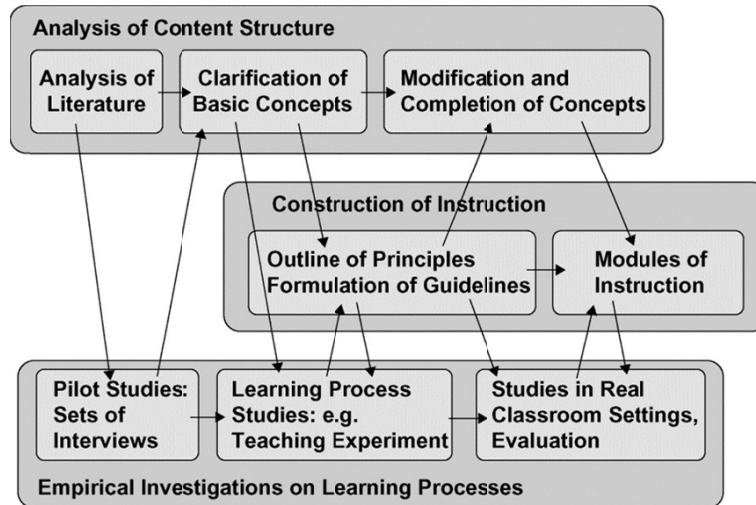 Analysis of Content Structure
Analysis of
Literature
Clarification of
Basic Concepts
Modification and
Completion of Concepts
Construction of Instruction
Outline of Principles
Formulation of Guidelines
Modules of
Instruction
Pilot Studies:
Sets of
Interviews
Learning Process
Studies: e.g.
Teaching Experiment
Studies in Real
Classroom Settings,
Evaluation
Empirical Investigations on Learning Processes